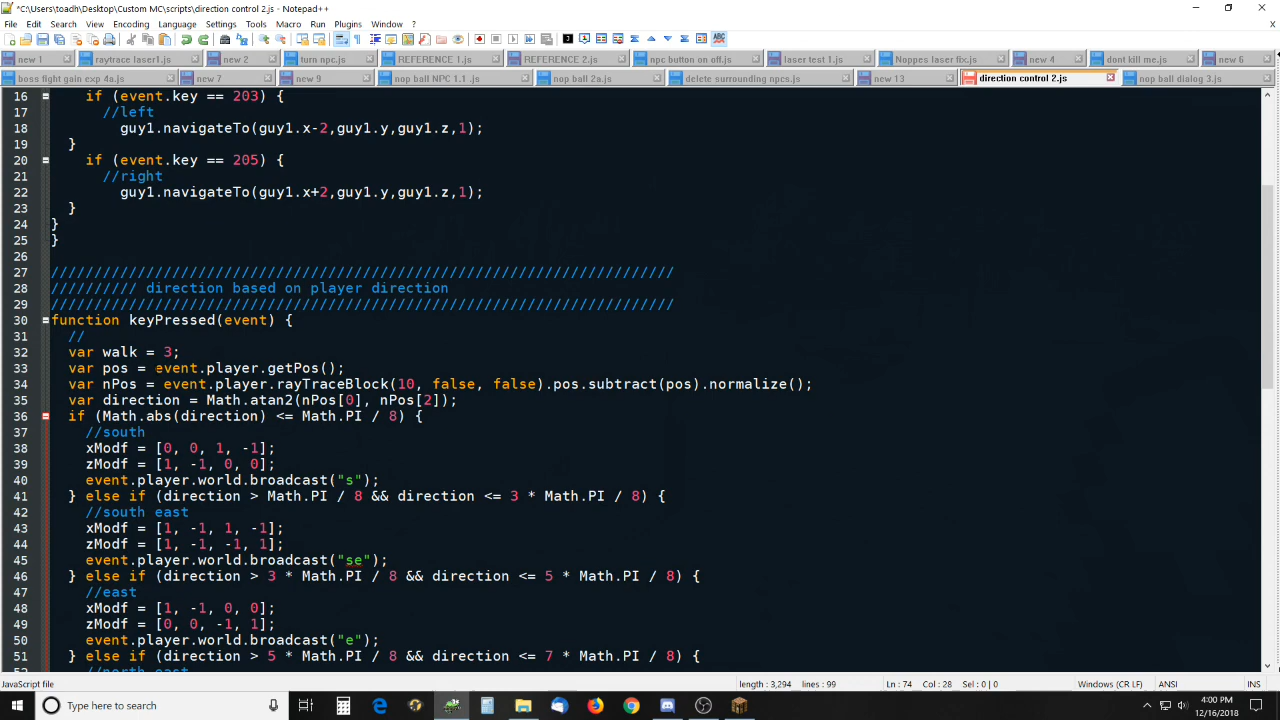 *C:\Users\toadh\Desktop\Custom MC\scripts\direction control 2.js - Notepad++
File Edit Search View Encoding Language Settings Tools Macro Run Plugins Window ?
new 1 raytrace laser1.js new 2 turn npc.js REFERENCE 1.js REFERENCE 2.js npc button on off.js laser test 1.js Noppes laser fix.js new 4 dont kill me.js new 6
boss fight gain exp 4a.js new 7 new 9 nop ball NPC 1.1 .js nop ball 2a.js delete surrounding npcs.js new 13 direction control 2.js nop ball dialog 3.js
16 if (event.key == 203) {
17 //left
18 guy1.navigateTo(guy1.x-2,guy1.y,guy1.z,1);
19 }
20 if (event.key == 205) {
21 //right
22 guy1.navigateTo(guy1.x+2,guy1.y,guy1.z,1);
23 }
24 }
25 }
26
27 ////////////////////////////////////////////////////////////////////////
28 ////////// direction based on player direction
29 ////////////////////////////////////////////////////////////////////////
30 function keyPressed(event) {
31 //
32 var walk = 3;
33 var pos = event.player.getPos();
34 var nPos = event.player.rayTraceBlock(10, false, false).pos.subtract(pos).normalize();
35 var direction = Math.atan2(nPos[0], nPos[2]);
36 if (Math.abs(direction) <= Math.PI / 8) {
37 //south
38 xModf = [0, 0, 1, -1];
39 zModf = [1, -1, 0, 0];
40 event.player.world.broadcast("s");
41 } else if (direction > Math.PI / 8 && direction <= 3 * Math.PI / 8) {
42 //south east
43 xModf = [1, -1, 1, -1];
44 zModf = [1, -1, -1, 1];
45 event.player.world.broadcast("se");
46 } else if (direction > 3 * Math.PI / 8 && direction <= 5 * Math.PI / 8) {
47 //east
48 xModf = [1, -1, 0, 0];
49 zModf = [0, 0, -1, 1];
50 event.player.world.broadcast("e");
51 } else if (direction > 5 * Math.PI / 8 && direction <= 7 * Math.PI / 8) {
52 //north east
JavaScript file length : 3,294 lines : 99 Ln : 74 Col : 28 Sel : 0 | 0 Windows (CR LF) ANSI INS
Type here to search 4:00 PM
12/16/2018